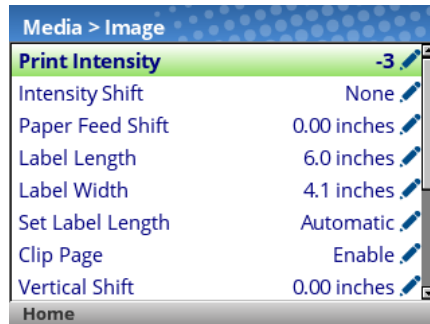 Media > Image
Print Intensity -3
Intensity Shift None
Paper Feed Shift 0.00 inches
Label Length 6.0 inches
Label Width 4.1 inches
Set Label Length Automatic
Clip Page Enable
Vertical Shift 0.00 inches
Home